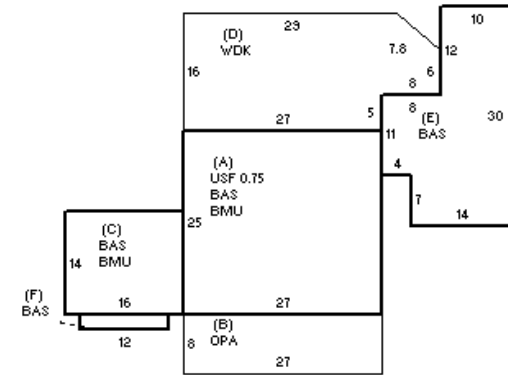 10
29
(D)
WDK
7.8
12
16
6
8
8
5
27
11
(E)
BAS
30
(A)
USF 0.75
BAS
BMU
4
7
25
14
(C)
BAS
BMU
14
16
27
(F)
BAS
12
8
(B)
OPA
27